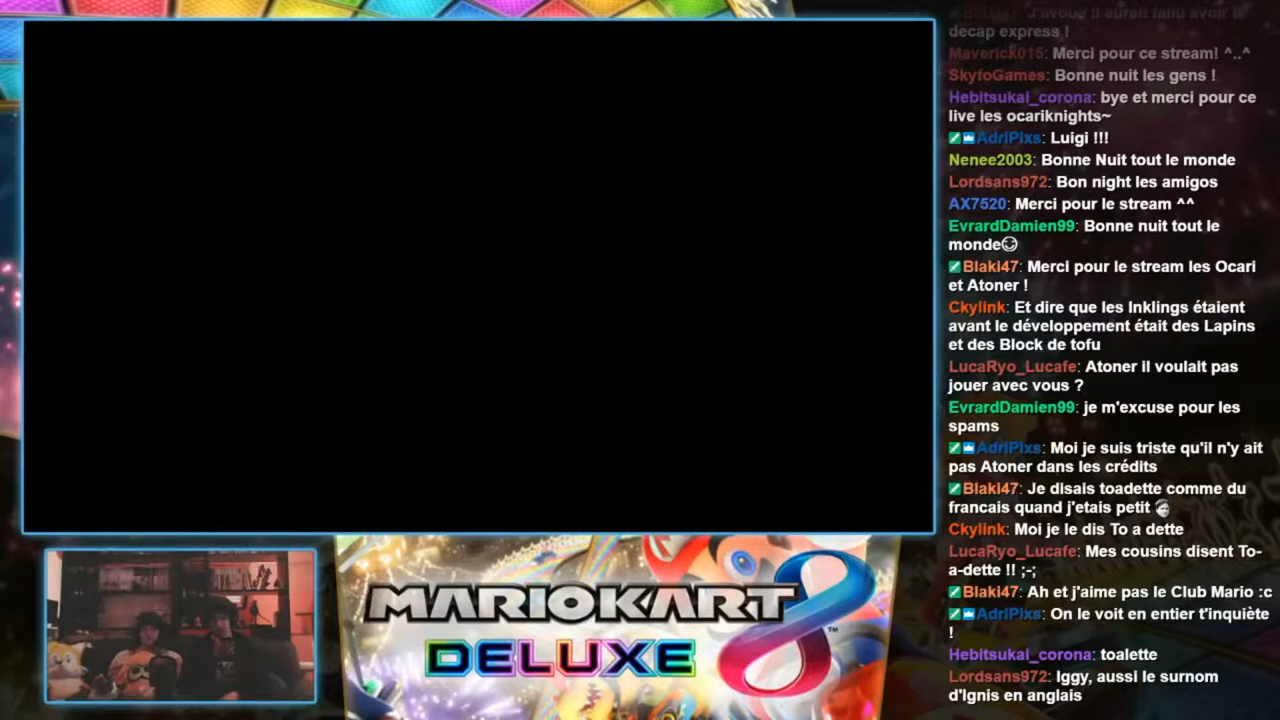 decap express !
Maverick015: Merci pour ce stream! ^..^
SkyfoGames: Bonne nuit les gens !
Hebitsukai_corona: bye et merci pour ce
live les ocariknights~
AdriPixs: Luigi !!!
Nenee2003: Bonne Nuit tout le monde
Lordsans972: Bon night les amigos
AX7520: Merci pour le stream ^^
EvrardDamien99: Bonne nuit tout le
monde
Blaki47: Merci pour le stream les Ocari
et Atoner !
Ckylink: Et dire que les Inklings étaient
avant le développement était des Lapins
et des Block de tofu
LucaRyo_Lucafe: Atoner il voulait pas
jouer avec vous ?
EvrardDamien99: je m'excuse pour les
spams
AdriPixs: Moi je suis triste qu'il n'y ait
pas Atoner dans les crédits
Blaki47: Je disais toadette comme du
francais quand j'etais petit
Ckylink: Moi je le dis To a dette
LucaRyo_Lucafe: Mes cousins disent To-
a-dette !! ;-;
Blaki47: Ah et j'aime pas le Club Mario :c
AdriPixs: On le voit en entier t'inquiète
!
Hebitsukai_corona: toalette
Lordsans972: Iggy, aussi le surnom
d'Ignis en anglais
MARIOKART 8
DELUXE
TM